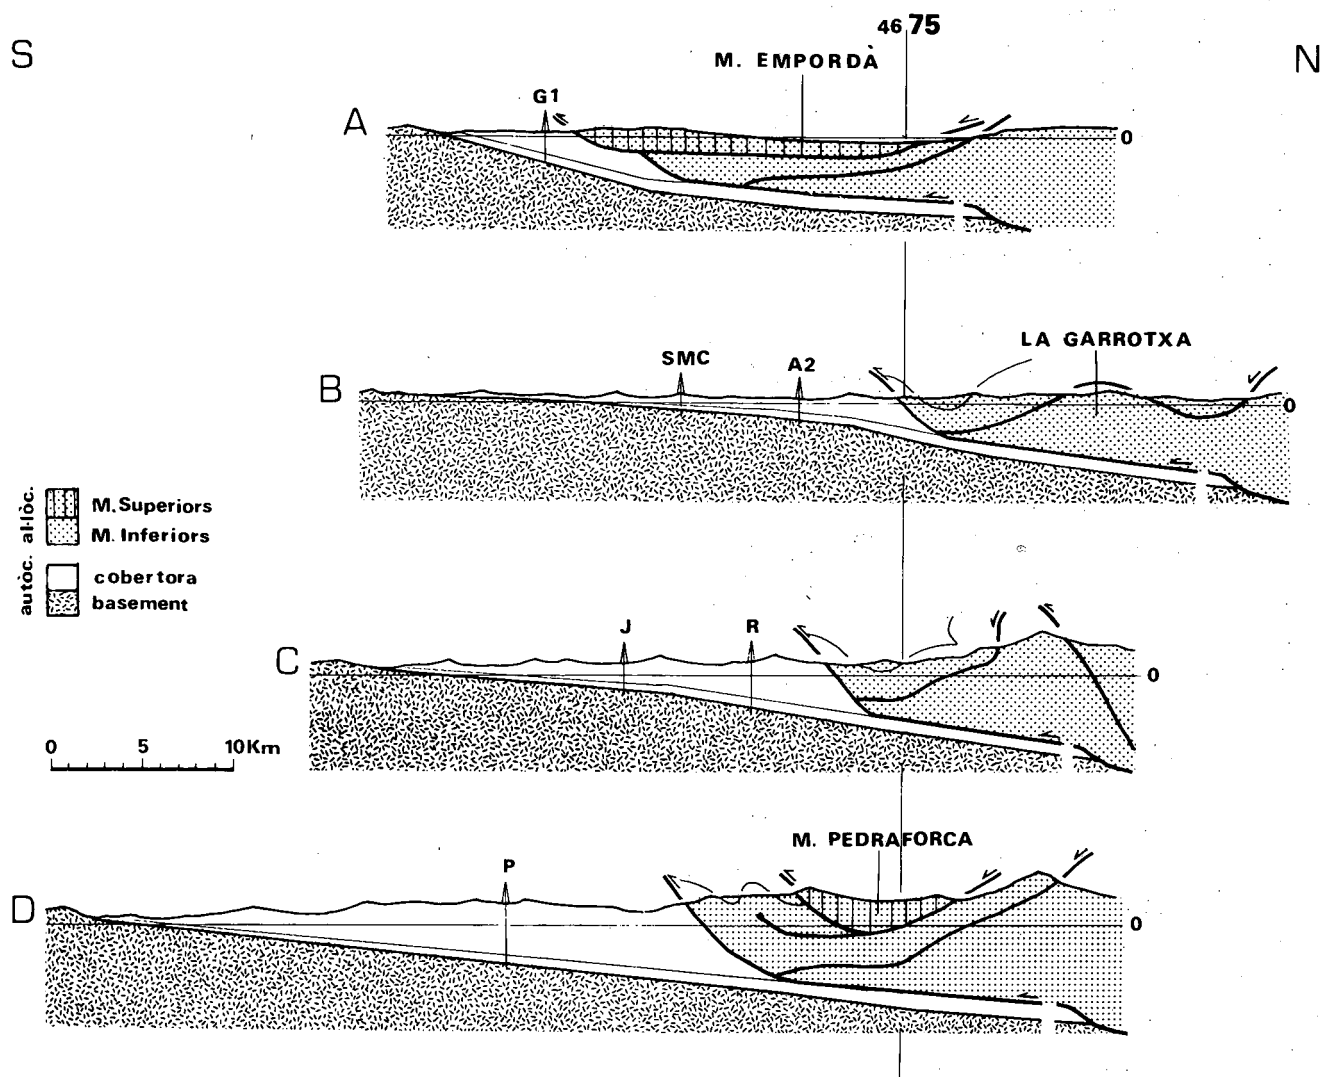 S
N
46 75
M. EMPORDÀ
G1
A
0
LA GARROTXA
SMC
A2
B
0
al·lòc.
M. Superiors
M. Inferiors
autòc.
cobertora
basement
J
R
C
0
0 5 10Km
M. PEDRAFORCA
P
D
0